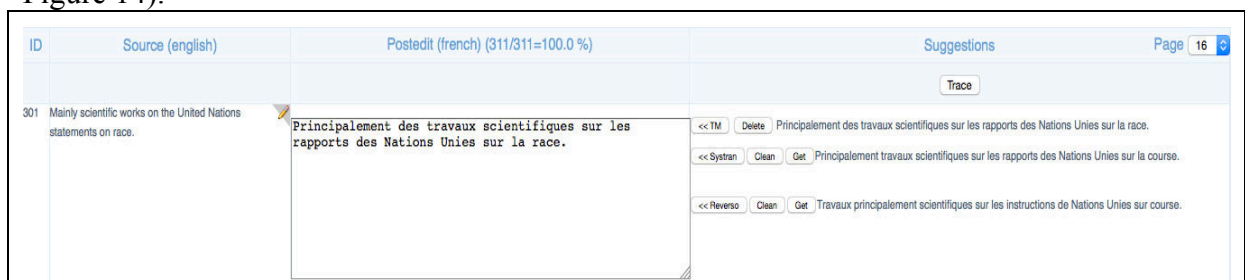 Figure 14).
ID Source (english) Postedit (french) (311/311=100.0 %) Suggestions Page 16
Trace
301 Mainly scientific works on the United Nations
statements on race.
Principalement des travaux scientifiques sur les
rapports des Nations Unies sur la race.
<< TM Delete Principalement des travaux scientifiques sur les rapports des Nations Unies sur la race.
<< Systran Clean Get Principalement travaux scientifiques sur les rapports des Nations Unies sur la course.
<< Reverso Clean Get Travaux principalement scientifiques sur les instructions de Nations Unies sur course.